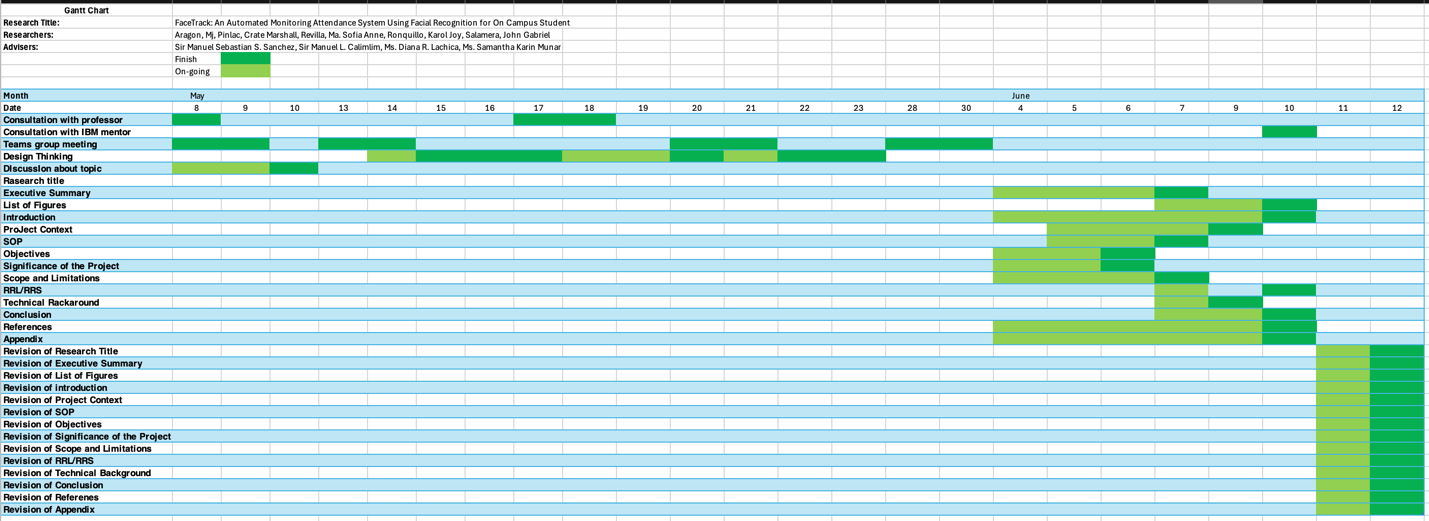 Gantt Chart
Research Title: FaceTrack: An Automated Monitoring Attendance System Using Facial Recognition for On Campus Student
Researchers: Aragon, Mj, Pinlac, Crate Marshall, Revilla, Ma. Sofia Anne, Ronquillo, Karol Joy, Salamera, John Gabriel
Advisers: Sir Manuel Sebastian S. Sanchez, Sir Manuel L. Calimlim, Ms. Diana R. Lachica, Ms. Samantha Karin Munar
Finish
On-going
Month May June
Date 8 9 10 13 14 15 16 17 18 19 20 21 22 23 28 30 4 5 6 7 9 10 11 12
Consultation with professor
Consultation with IBM mentor
Teams group meeting
Design Thinking
DIscussion about topic
Rasearch title
Executive Summary
List of Figures
Introduction
ProJect Context
SOP
Objectives
Significance of the Project
Scope and Limitations
RRL/RRS
Technical Rackaround
Conclusion
References
Appendix
Revision of Research Title
Revision of Executive Summary
Revision of List of Figures
Revision of introduction
Revision of Project Context
Revision of SOP
Revision of Objectives
Revision of Significance of the Project
Revision of Scope and Limitations
Revision of RRL/RRS
Revision of Technical Background
Revision of Conclusion
Revision of Referenes
Revision of Appendix